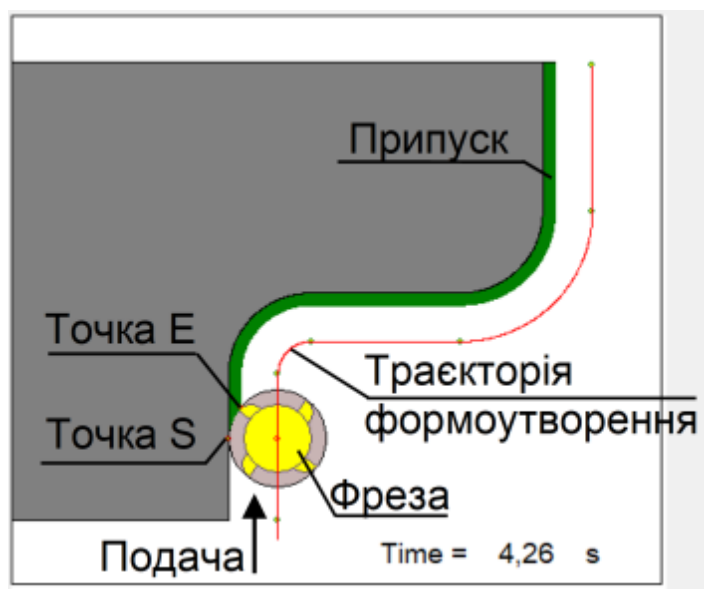 Припуск
Точка E
Траєкторія
формоутворення
Точка S
Фреза
Подача
Time = 4,26 s